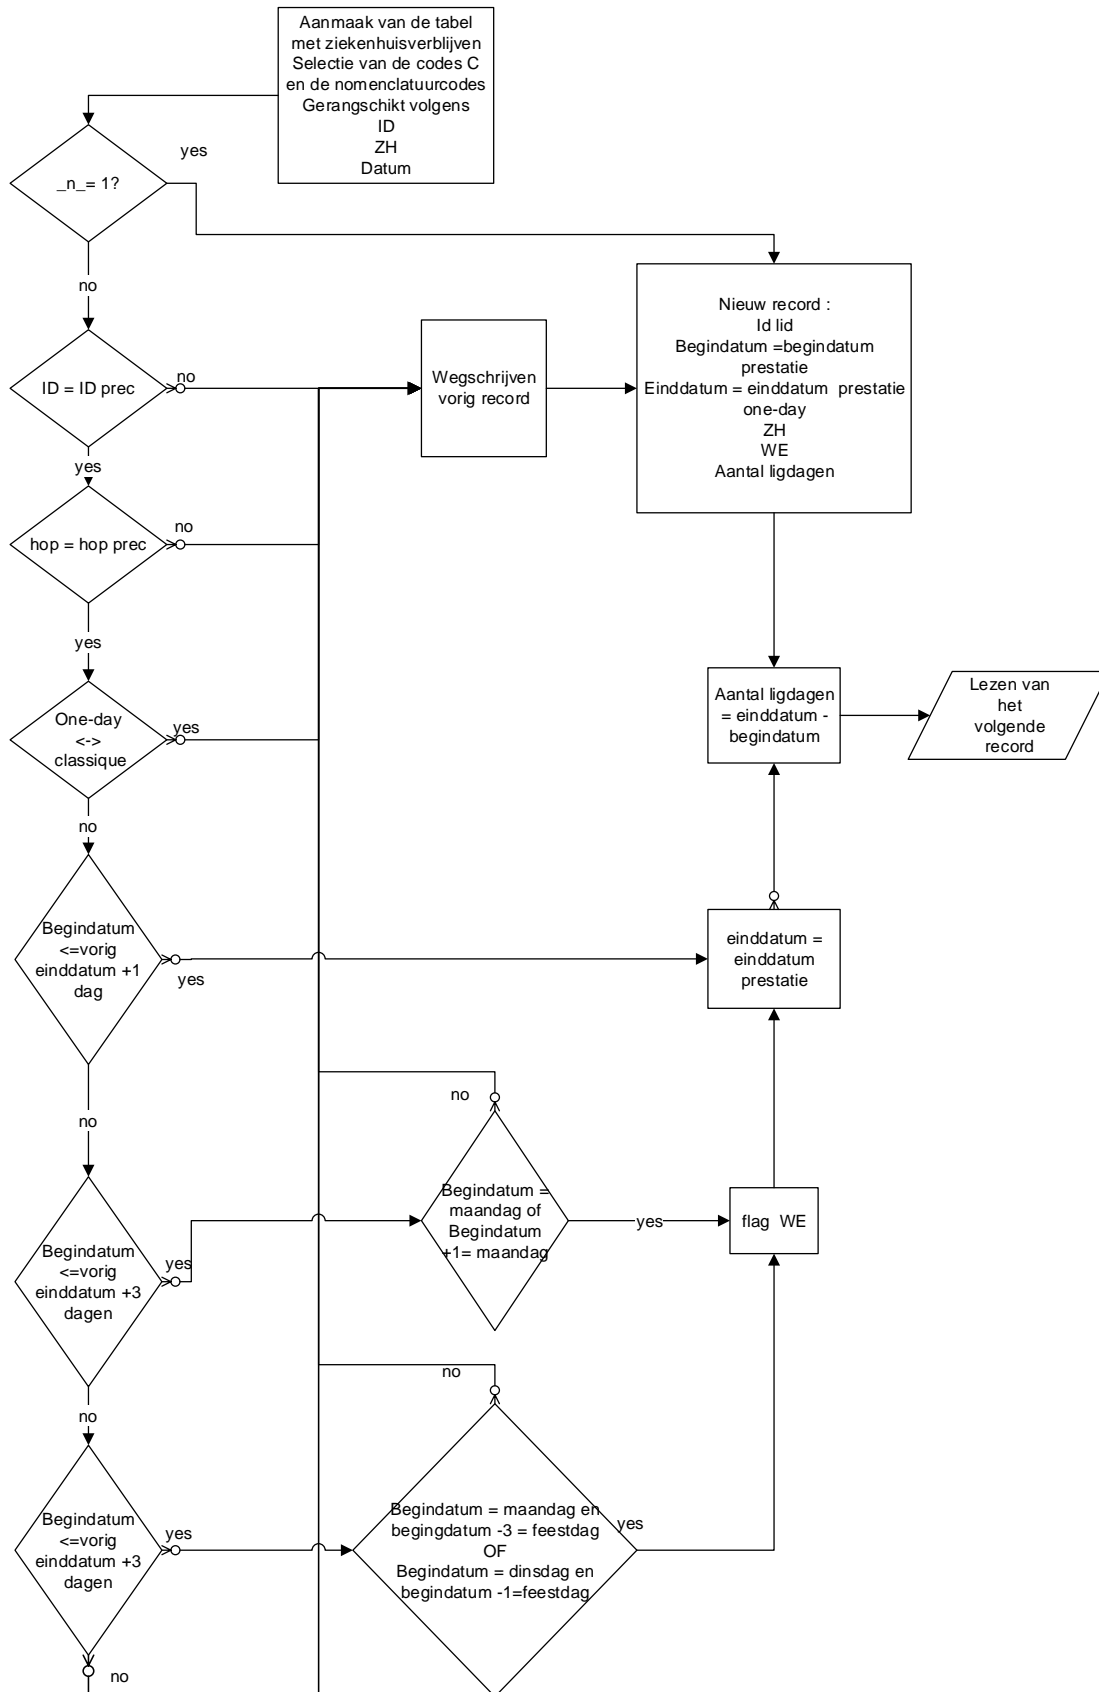 Aanmaak van de tabel
met ziekenhuisverblijven
Selectie van de codes C
en de nomenclatuurcodes
Gerangschikt volgens
ID
ZH
Datum
yes
_n_= 1?
no
Nieuw record :
Id lid
Begindatum =begindatum
prestatie
Einddatum = einddatum prestatie
one-day
ZH
WE
Aantal ligdagen
Wegschrijven
vorig record
ID = ID prec
no
yes
hop = hop prec
no
yes
One-day
<->
classique
yes
no
Aantal ligdagen
= einddatum -
begindatum
Lezen van
het
volgende
record
Begindatum
<=vorig
einddatum +1
dag
yes
einddatum =
einddatum
prestatie
no
no
Begindatum =
maandag of
Begindatum
+1= maandag
yes
flag WE
Begindatum
<=vorig
einddatum +3
dagen
yes
no
no
Begindatum
<=vorig
einddatum +3
dagen
yes
Begindatum = maandag en
begingdatum -3 = feestdag
OF
Begindatum = dinsdag en
begindatum -1=feestdag
yes
no